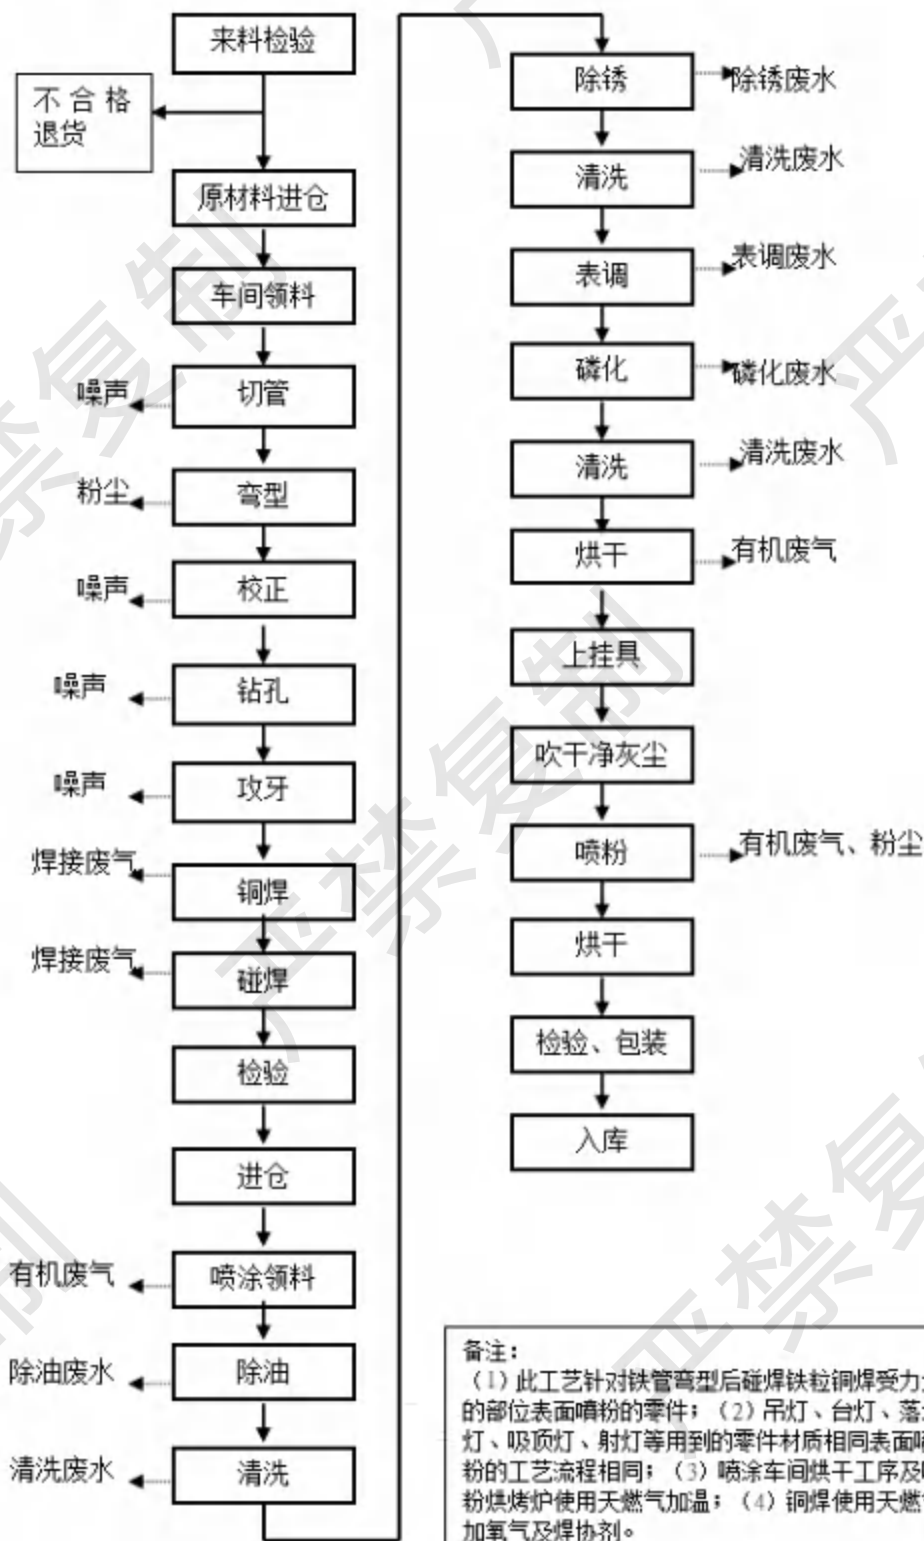 来料检验
不合格
退货
原材料进仓
车间领料
噪声
切管
粉尘
弯型
噪声
校正
噪声
钻孔
噪声
攻牙
焊接废气
铜焊
焊接废气
碰焊
检验
进仓
有机废气
喷涂领料
除油废水
除油
清洗废水
清洗
除锈
除锈废水
清洗
清洗废水
表调
表调废水
磷化
磷化废水
清洗
清洗废水
烘干
有机废气
上挂具
吹干净灰尘
喷粉
有机废气、粉尘
烘干
检验、包装
入库
备注：
（1）此工艺针对铁管弯型后碰焊铁粒铜焊受力
的部位表面喷粉的零件；（2）吊灯、台灯、落
灯、吸顶灯、射灯等用到的零件材质相同表面
粉的工艺流程相同；（3）喷涂车间烘干工序及
粉烘烤炉使用天燃气加温；（4）铜焊使用天燃
加氧气及焊协剂。
严禁复制
严禁复制
严禁复制